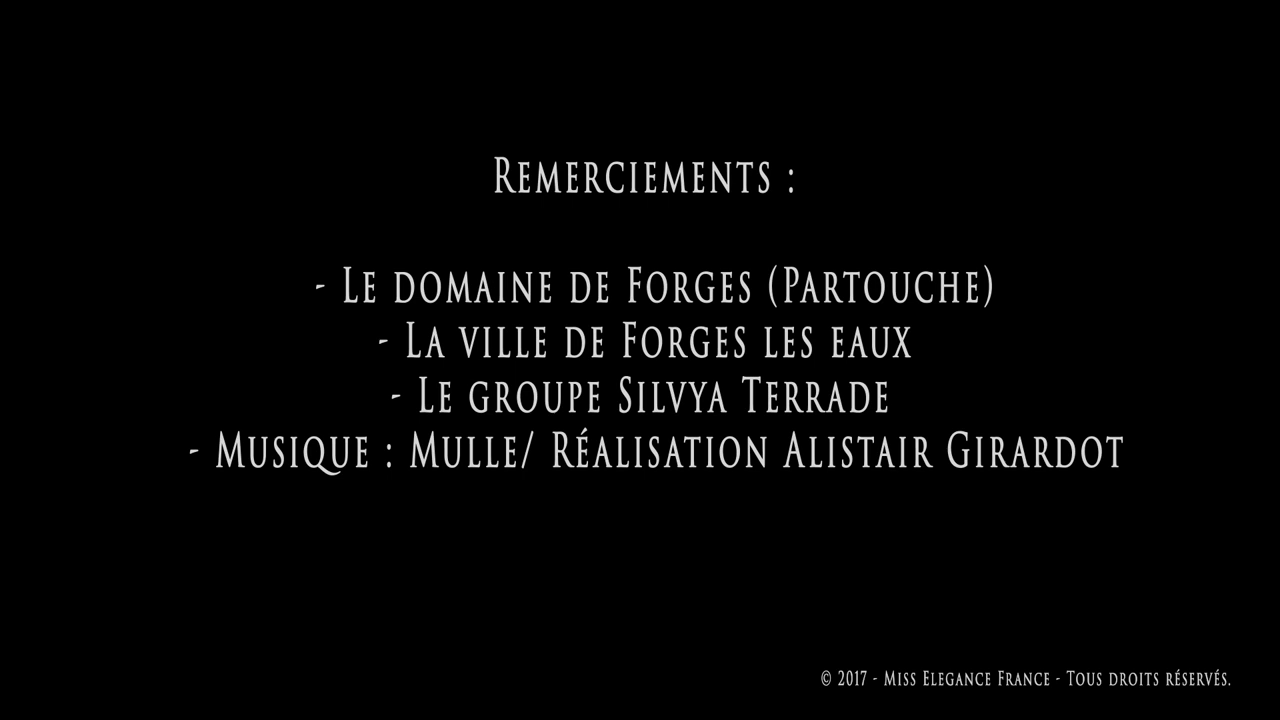 Remerciements :
- Le domaine de Forges (Partouche)
- La ville de Forges les eaux
- Le groupe Silvya Terrade
- Musique : Mulle/ Réalisation Alistair Girardot
© 2017 - Miss Elegance France - Tous droits réservés.